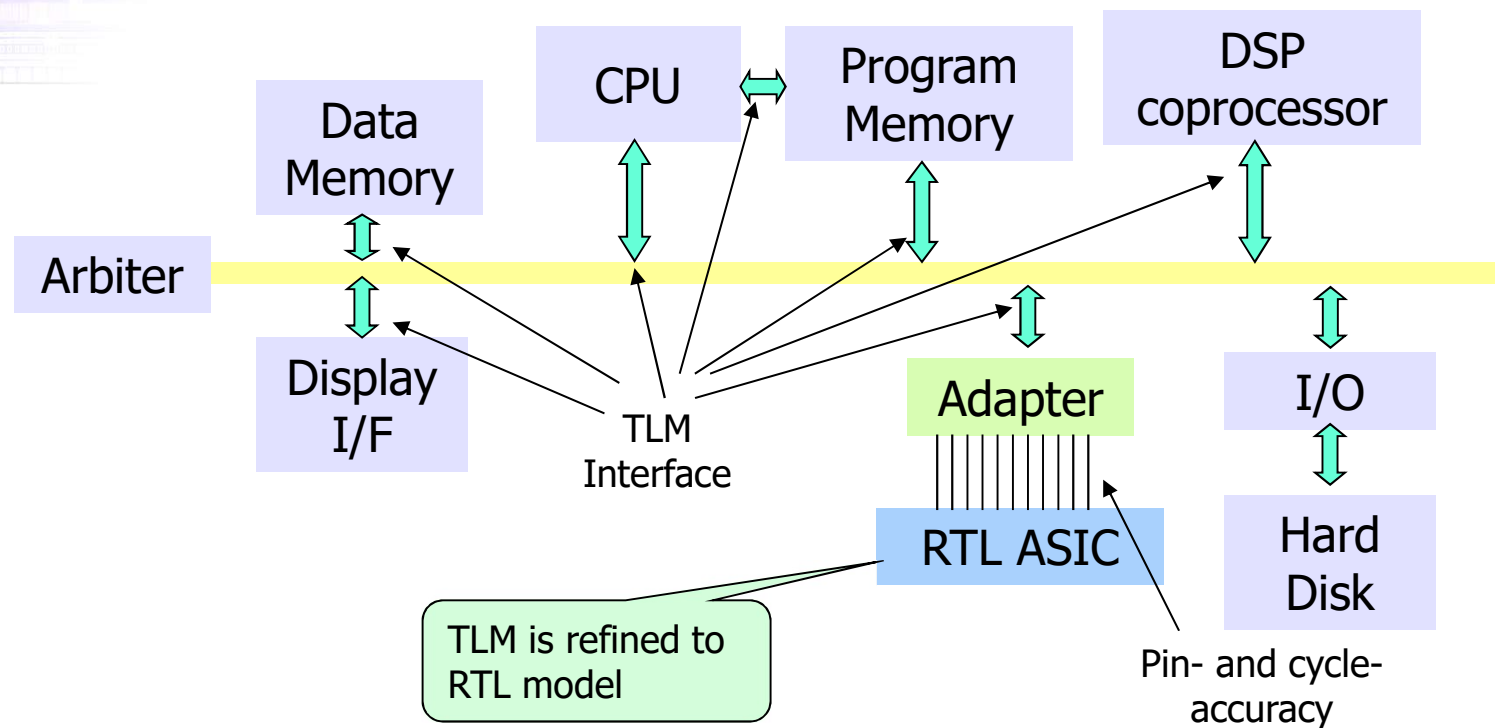 CPU
Program
Memory
DSP
coprocessor
Data
Memory
Arbiter
Display
I/F
TLM
Interface
Adapter
I/O
RTL ASIC
Hard
Disk
TLM is refined to
RTL model
Pin- and cycle-
accuracy